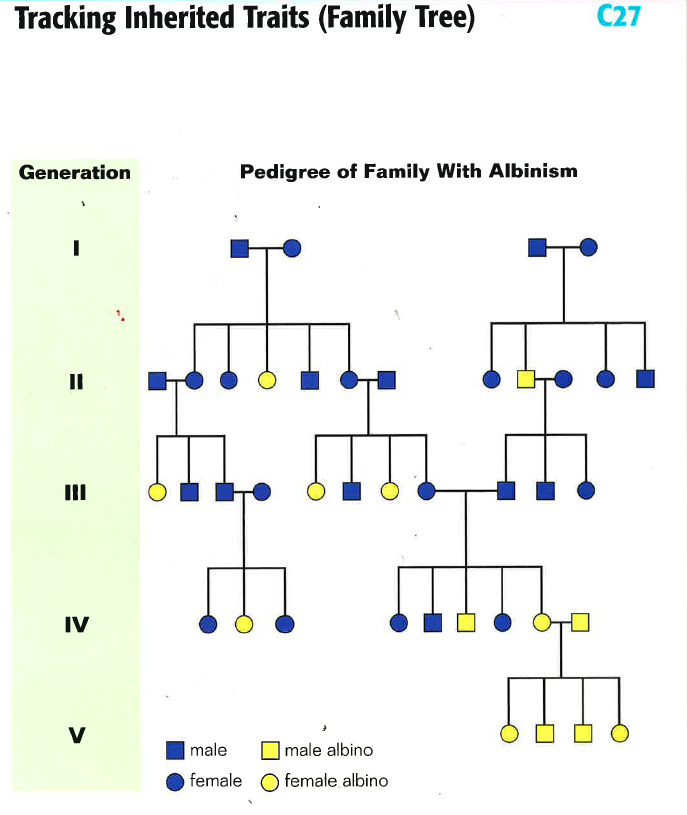 Tracking Inherited Traits (Family Tree)
C27
Generation
Pedigree of Family With Albinism
I
II
III
IV
V
male
male albino
female
female albino